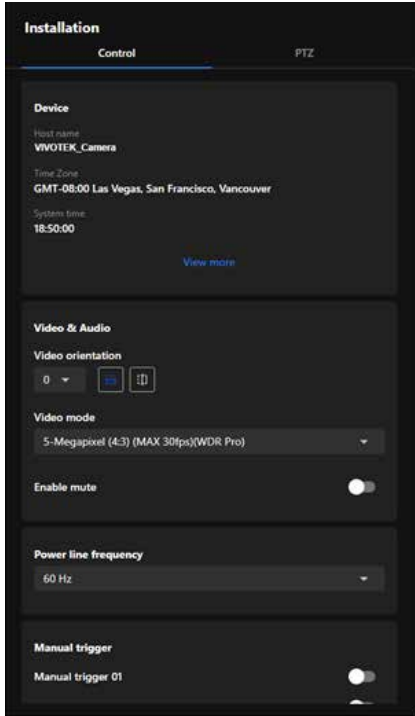 Installation
Control PTZ
Device
Host name
VIVOTEK_Camera
Time Zone
GMT-08:00 Las Vegas, San Francisco, Vancouver
System time
18:50:00
View more
Video & Audio
Video orientation
0
Video mode
5-Megapixel (4:3) (MAX 30fps)(WDR Pro)
Enable mute
Power line frequency
60 Hz
Manual trigger
Manual trigger 01